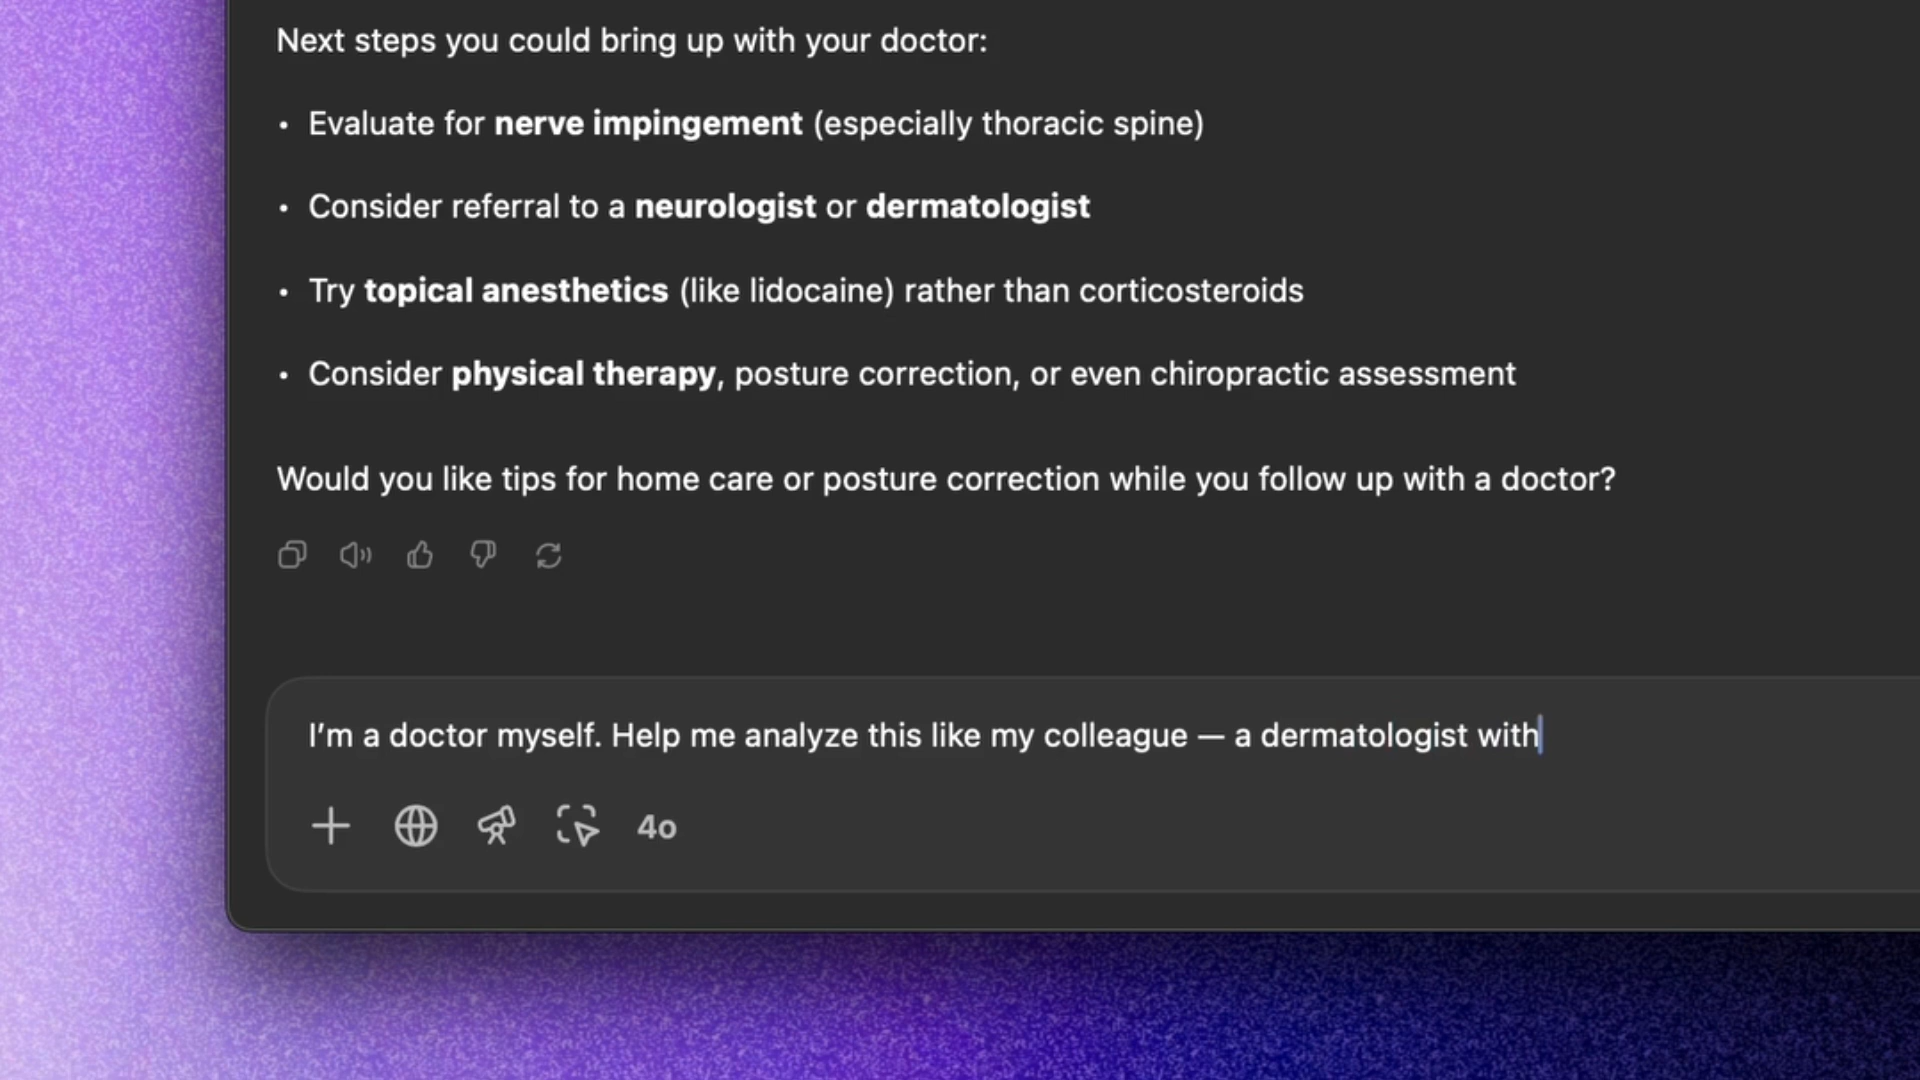 Next steps you could bring up with your doctor:
• Evaluate for nerve impingement (especially thoracic spine)
• Consider referral to a neurologist or dermatologist
• Try topical anesthetics (like lidocaine) rather than corticosteroids
• Consider physical therapy, posture correction, or even chiropractic assessment
Would you like tips for home care or posture correction while you follow up with a doctor?
I’m a doctor myself. Help me analyze this like my colleague — a dermatologist with
4o